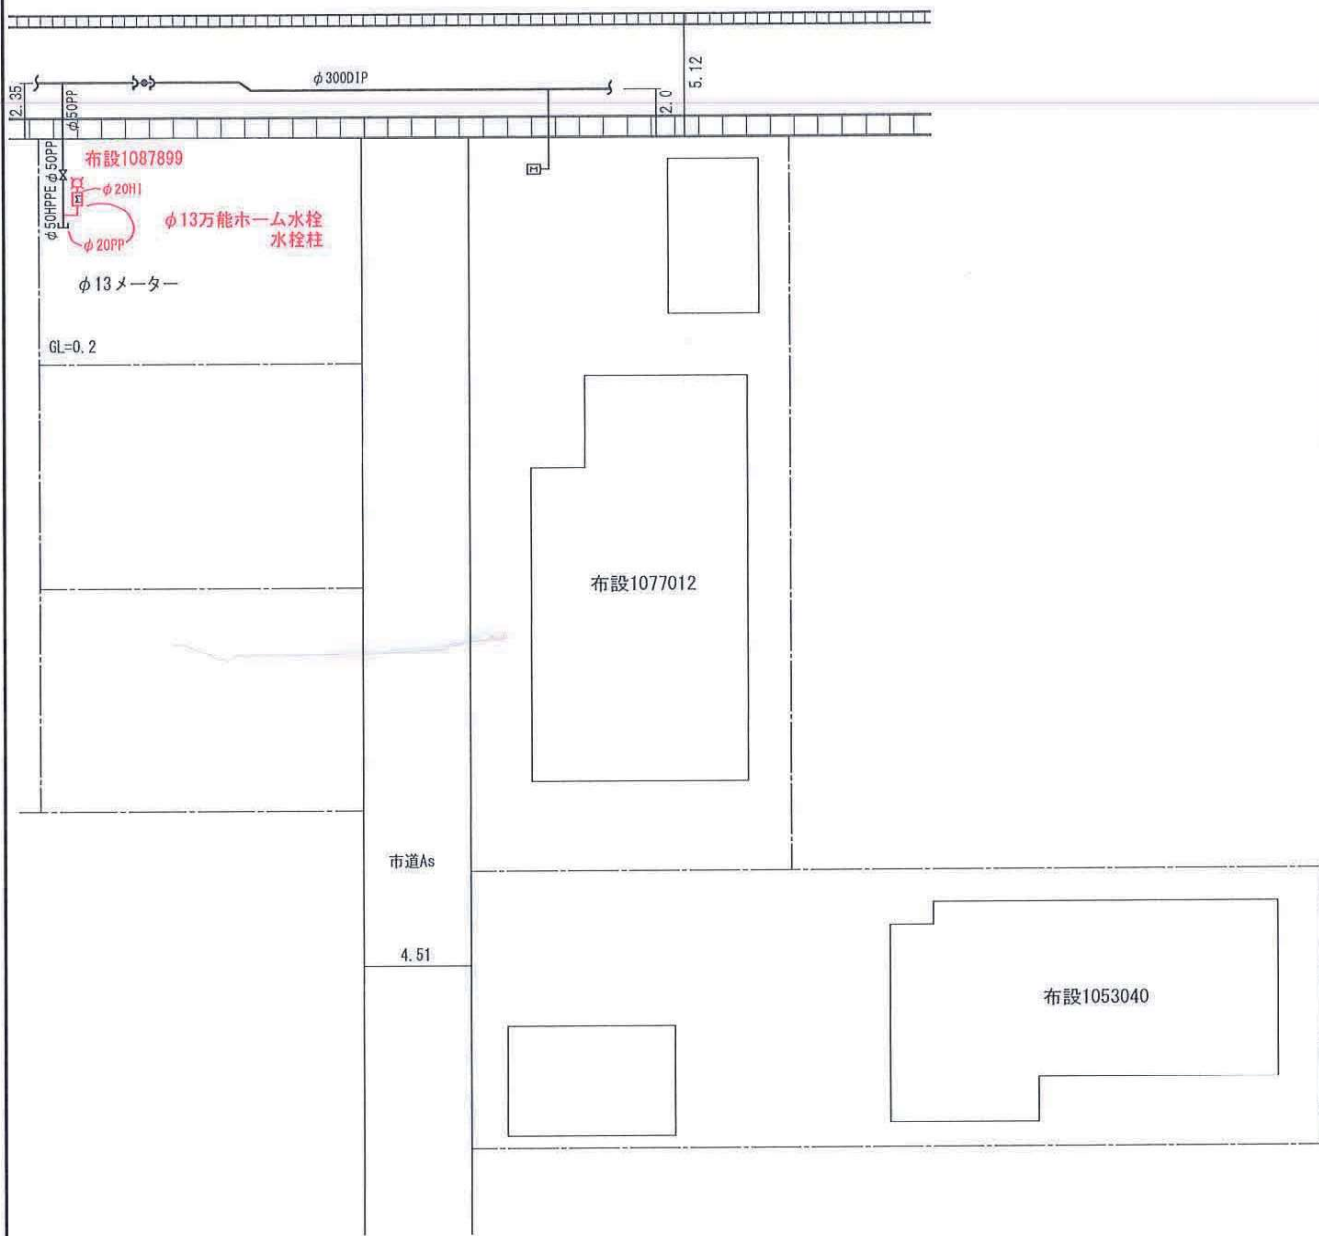 5.12
φ300DIP
2.35
2.0
φ50PP
φ50PP
布設1087899
φ20HI
M
M
φ50HPPE
φ13万能ホーム水栓
水栓柱
φ20PP
φ13メーター
GL=0.2
布設1077012
市道As
4.51
布設1053040